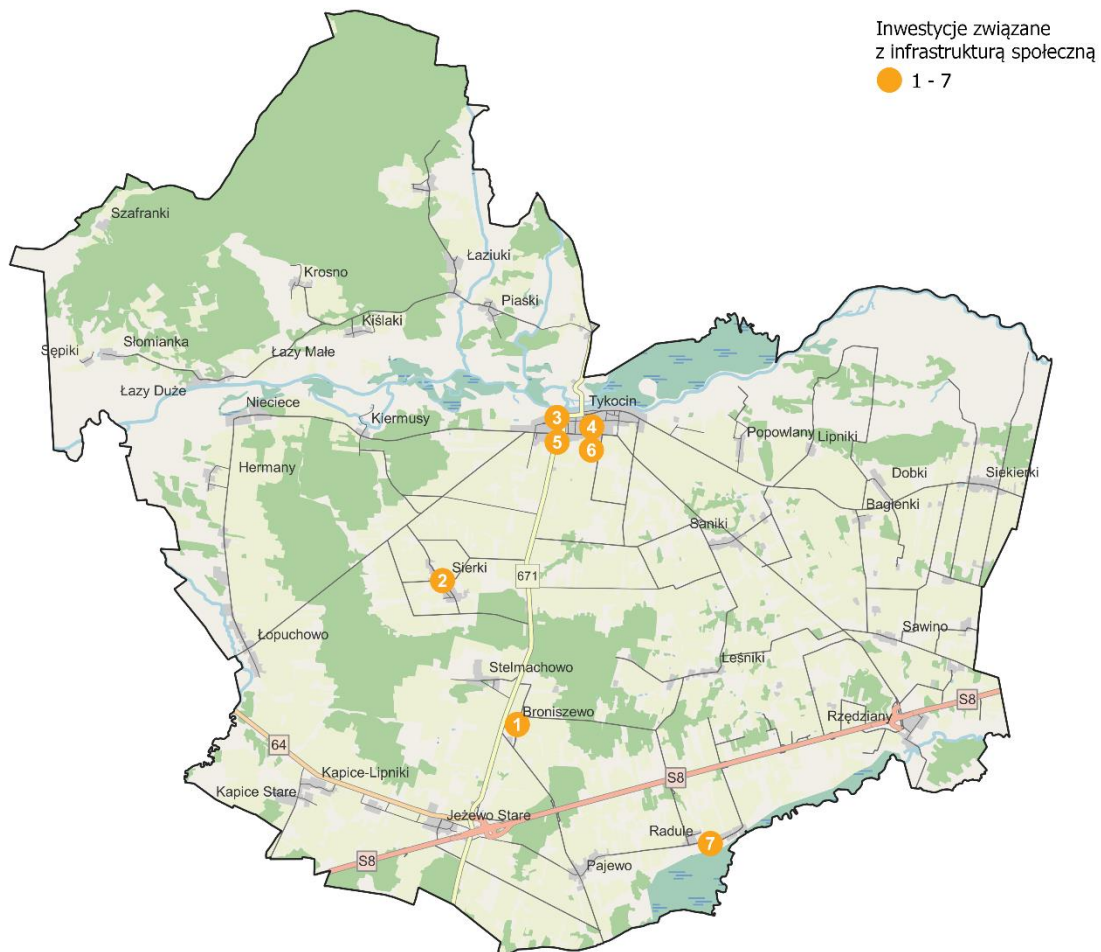 Inwestycje związane
z infrastrukturą społeczną
1 - 7
Szafranki
Łaziuki
Krosno
Piaski
Kiślaki
Słomianka
Sępiki
Łazy Małe
Łazy Duże
Nieciece
Kiermusy
Tykocin
3
4
5
6
Popowlany
Lipniki
Hermany
Dobki
Siekierki
Bagienki
Saniki
2
Sierki
671
Łopuchowo
Sawino
Stelmachowo
Leśniki
1
Broniszewo
Rzędziany
S8
64
Kapice-Lipniki
S8
Kapice Stare
Jeżewo Stare
Radule
7
S8
Pajewo